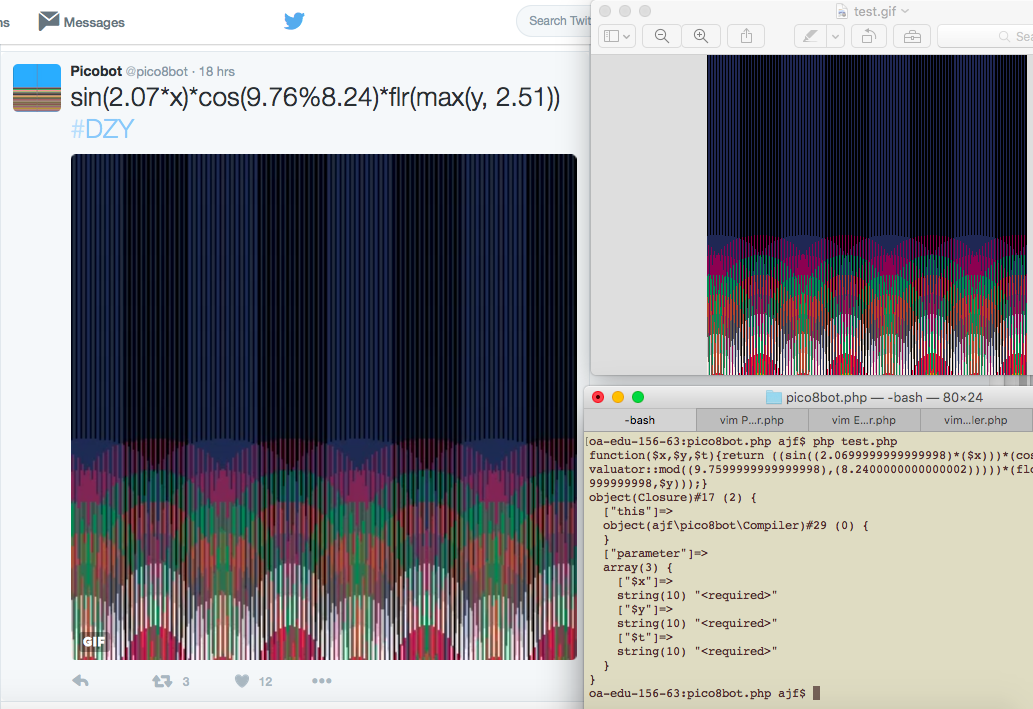 ns
Messages
Search Twit
Picobot @pico8bot · 18 hrs
sin(2.07*x)*cos(9.76%8.24)*flr(max(y, 2.51))
#DZY
GIF
3
12
test.gif
Sea
pico8bot.php — -bash — 80×24
-bash
vim P...r.php
vim E...r.php
vim...ler.php
[oa-edu-156-63:pico8bot.php ajf$ php test.php
function($x,$y,$t){return ((sin((2.0699999999999998)*($x)))*(cos
valuator::mod((9.7599999999999998),(8.2400000000000002)))))*(flo
999999998,$y)));}
object(Closure)#17 (2) {
["this"]=>
object(ajf\pico8bot\Compiler)#29 (0) {
}
["parameter"]=>
array(3) {
["$x"]=>
string(10) "<required>"
["$y"]=>
string(10) "<required>"
["$t"]=>
string(10) "<required>"
}
}
oa-edu-156-63:pico8bot.php ajf$